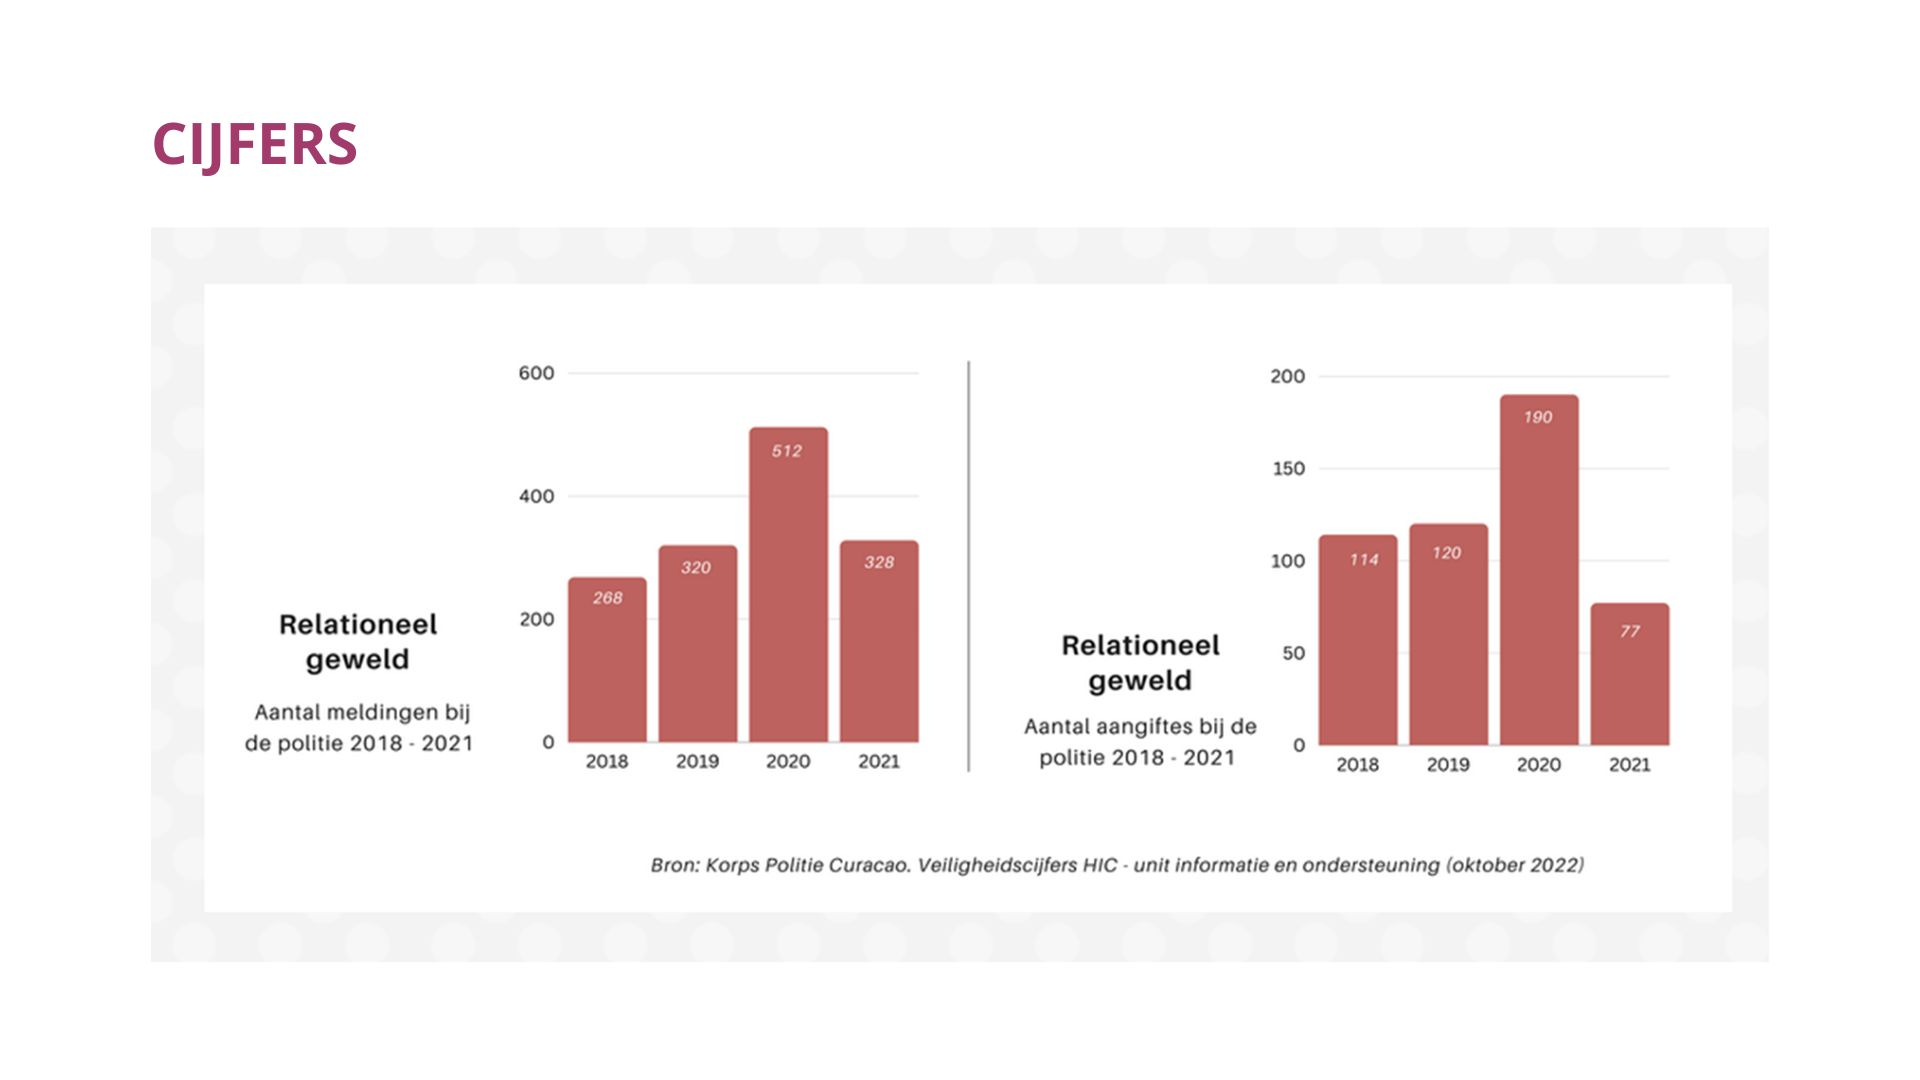 CIJFERS
Relationeel
geweld
Aantal meldingen bij
de politie 2018 - 2021
600
400
200
0
268
320
512
328
2018 2019 2020 2021
Relationeel
geweld
Aantal aangiftes bij de
politie 2018 - 2021
200
150
100
50
0
114
120
190
77
2018 2019 2020 2021
Bron: Korps Politie Curacao. Veiligheidscijfers HIC - unit informatie en ondersteuning (oktober 2022)